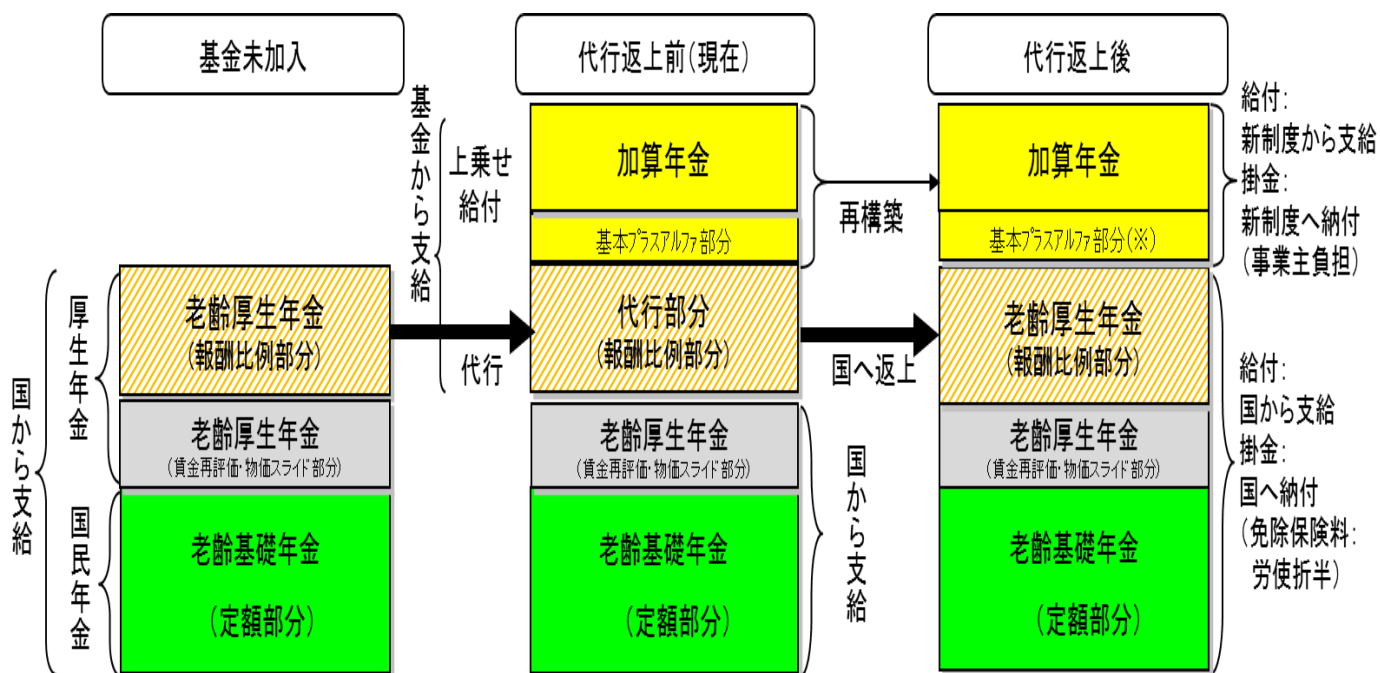 基金未加入
代行返上前(現在)
代行返上後
国から支給
厚生年金
国民年金
老齢厚生年金
(報酬比例部分)
老齢厚生年金
(賃金再評価・物価スライド部分)
老齢基礎年金
(定額部分)
基金から支給
上乗せ
給付
代行
加算年金
基本プラスアルファ部分
代行部分
(報酬比例部分)
老齢厚生年金
(賃金再評価・物価スライド部分)
老齢基礎年金
(定額部分)
再構築
国へ返上
国から支給
加算年金
基本プラスアルファ部分(※)
老齢厚生年金
(報酬比例部分)
老齢厚生年金
(賃金再評価・物価スライド部分)
老齢基礎年金
(定額部分)
給付:
新制度から支給
掛金:
新制度へ納付
(事業主負担)
給付:
国から支給
掛金:
国へ納付
(免除保険料:
労使折半)